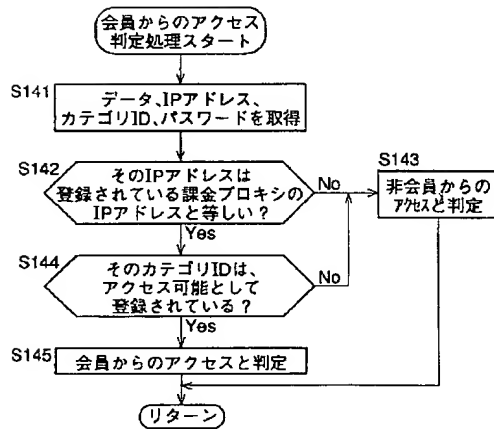 会員からのアクセス
判定処理スタート
S141
データ、IPアドレス、
カテゴリID、パスワードを取得
S142
そのIPアドレスは
登録されている課金プロキシの
IPアドレスと等しい？
No
Yes
S143
非会員からの
アクセスと判定
S144
そのカテゴリIDは、
アクセス可能として
登録されている？
No
Yes
S145
会員からのアクセスと判定
リターン